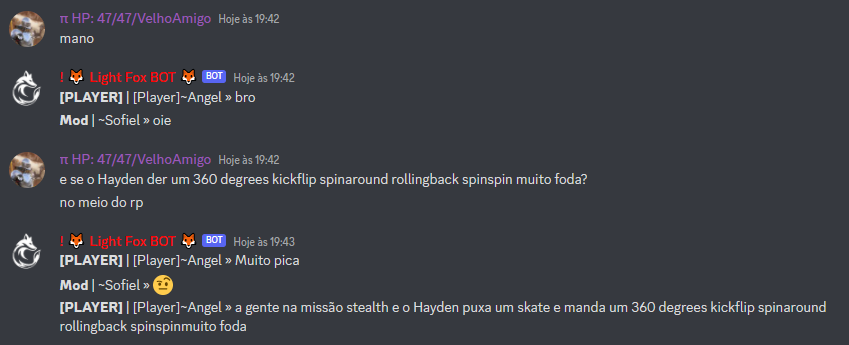 π HP: 47/47/VelhoAmigo Hoje às 19:42
mano
! 🦊 Light Fox BOT 🦊 BOT Hoje às 19:42
[PLAYER] | [Player]~Angel » bro
Mod | ~Sofiel » oie
π HP: 47/47/VelhoAmigo Hoje às 19:42
e se o Hayden der um 360 degrees kickflip spinaround rollingback spinspin muito foda?
no meio do rp
! 🦊 Light Fox BOT 🦊 BOT Hoje às 19:43
[PLAYER] | [Player]~Angel » Muito pica
Mod | ~Sofiel » 🤨
[PLAYER] | [Player]~Angel » a gente na missão stealth e o Hayden puxa um skate e manda um 360 degrees kickflip spinaround
rollingback spinspinmuito foda